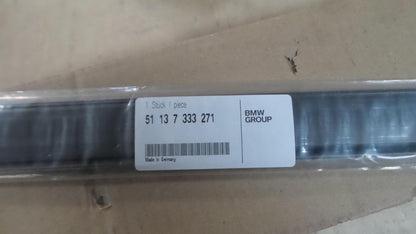 1 Stück / piece
51 13 7 333 271
BMW
GROUP
Made in Germany